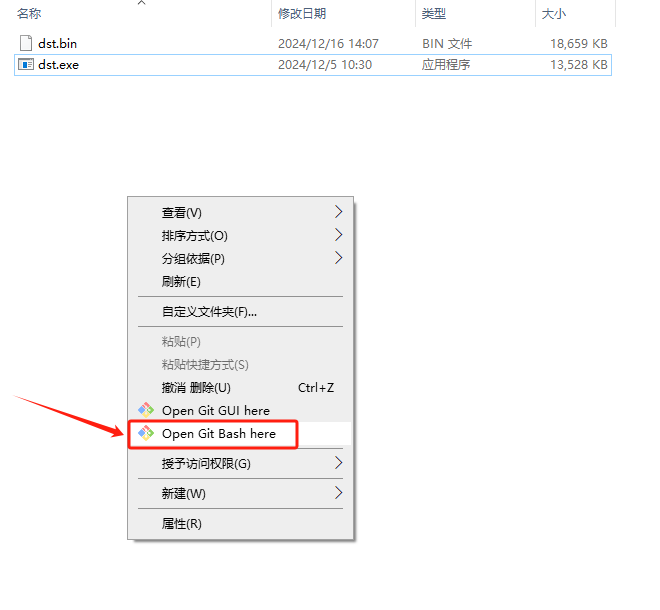 名称 修改日期 类型 大小
dst.bin 2024/12/16 14:07 BIN 文件 18,659 KB
dst.exe 2024/12/5 10:30 应用程序 13,528 KB
查看(V)
排序方式(O)
分组依据(P)
刷新(E)
自定义文件夹(F)...
粘贴(P)
粘贴快捷方式(S)
撤消 删除(U) Ctrl+Z
Open Git GUI here
Open Git Bash here
授予访问权限(G)
新建(W)
属性(R)